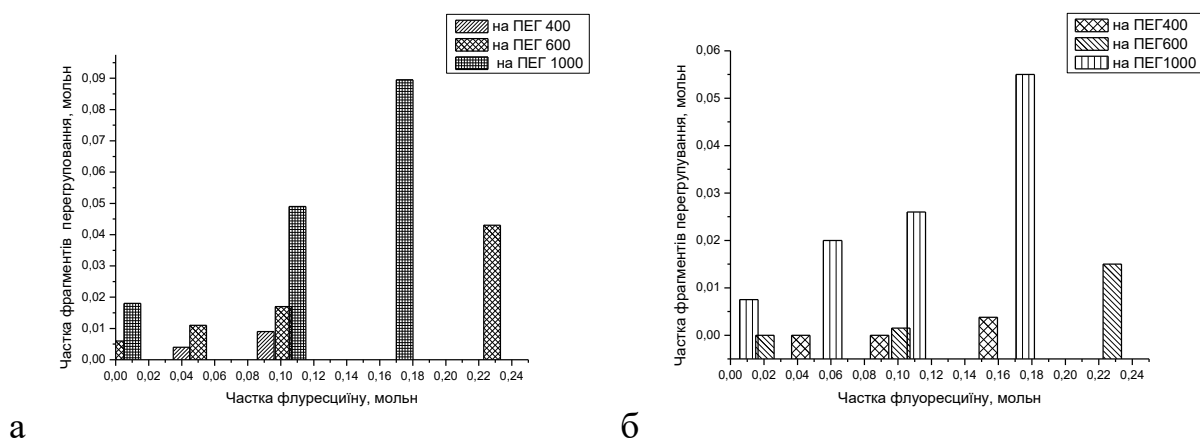 на ПЕГ 400
на ПЕГ 600
на ПЕГ 1000
Частка фрагментів перегруповання, мольн
0,09
0,08
0,07
0,06
0,05
0,04
0,03
0,02
0,01
0,00
0,00 0,02 0,04 0,06 0,08 0,10 0,12 0,14 0,16 0,18 0,20 0,22 0,24
Частка флуресциїну, мольн
а
на ПЕГ400
на ПЕГ600
на ПЕГ1000
Частка фрагментів перегрупування, мольн
0,06
0,05
0,04
0,03
0,02
0,01
0,00
0,00 0,02 0,04 0,06 0,08 0,10 0,12 0,14 0,16 0,18 0,20 0,22 0,24
Частка флуоресциїну, мольн
б